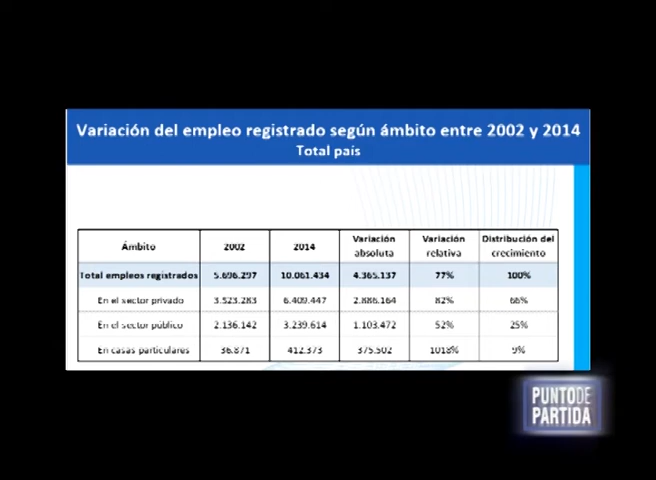 Variación del empleo registrado según ámbito entre 2002 y 2014
Total país
Ámbito 2002 2014 Variación absoluta Variación relativa Distribución del crecimiento
Total empleos registrados 5.696.297 10.061.434 4.365.137 77% 100%
En el sector privado 3.523.283 6.409.447 2.886.164 82% 66%
En el sector público 2.136.142 3.239.614 1.103.472 52% 25%
En casas particulares 36.871 412.373 375.502 1018% 9%
PUNTO DE
PARTIDA